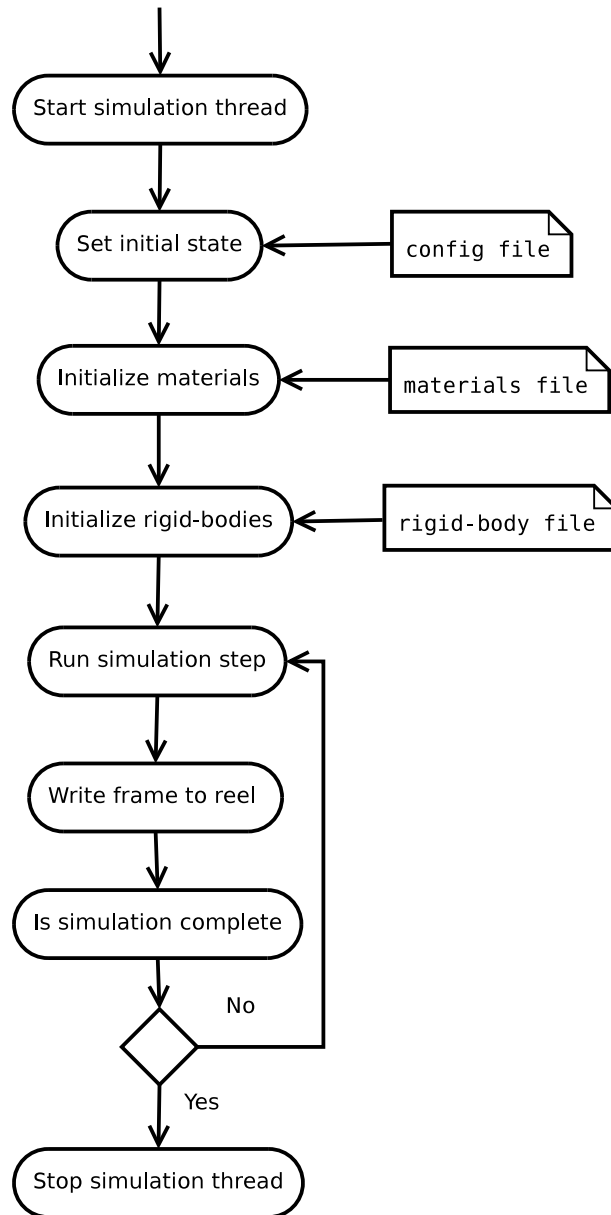 Start simulation thread
Set initial state
config file
Initialize materials
materials file
Initialize rigid-bodies
rigid-body file
Run simulation step
Write frame to reel
Is simulation complete
No
Yes
Stop simulation thread